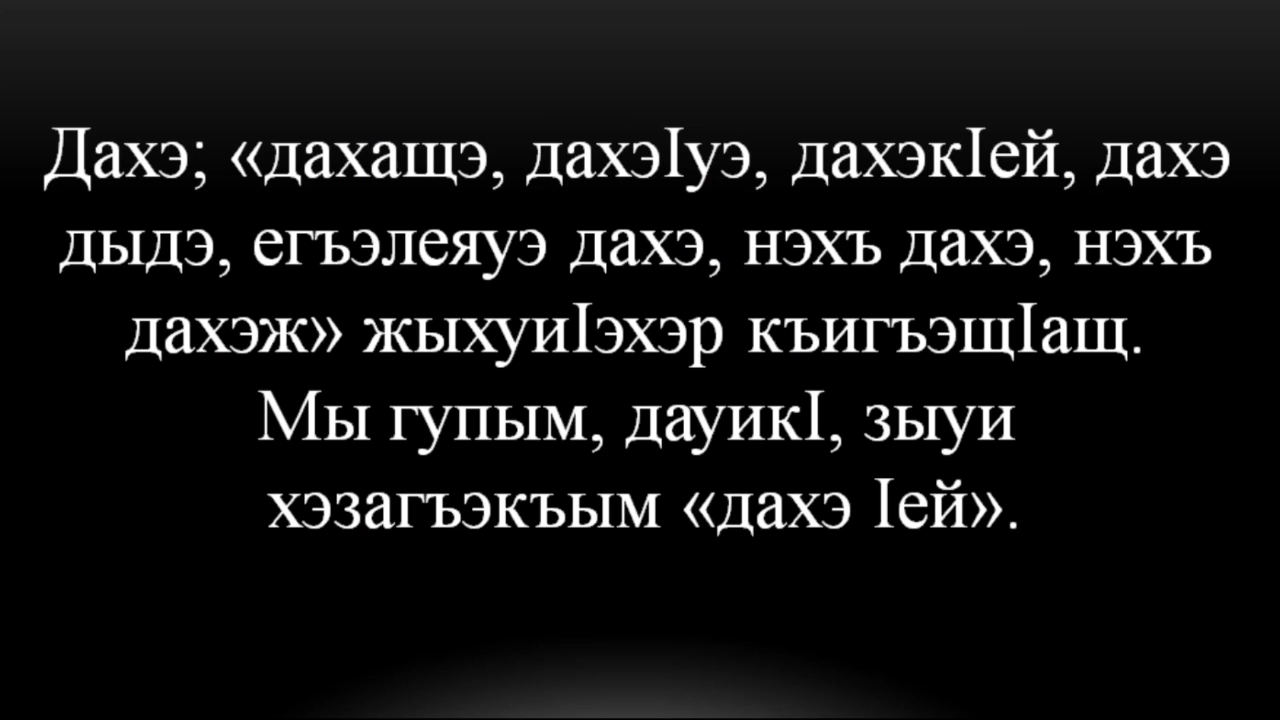 Дахэ; «дахащэ, дахэIуэ, дахэкIей, дахэ
дыдэ, егъэлеяуэ дахэ, нэхъ дахэ, нэхъ
дахэж» жыхуиIэхэр къигъэщIащ.
Мы гупым, дауикI, зыуи
хэзагъэкъым «дахэ Iей».